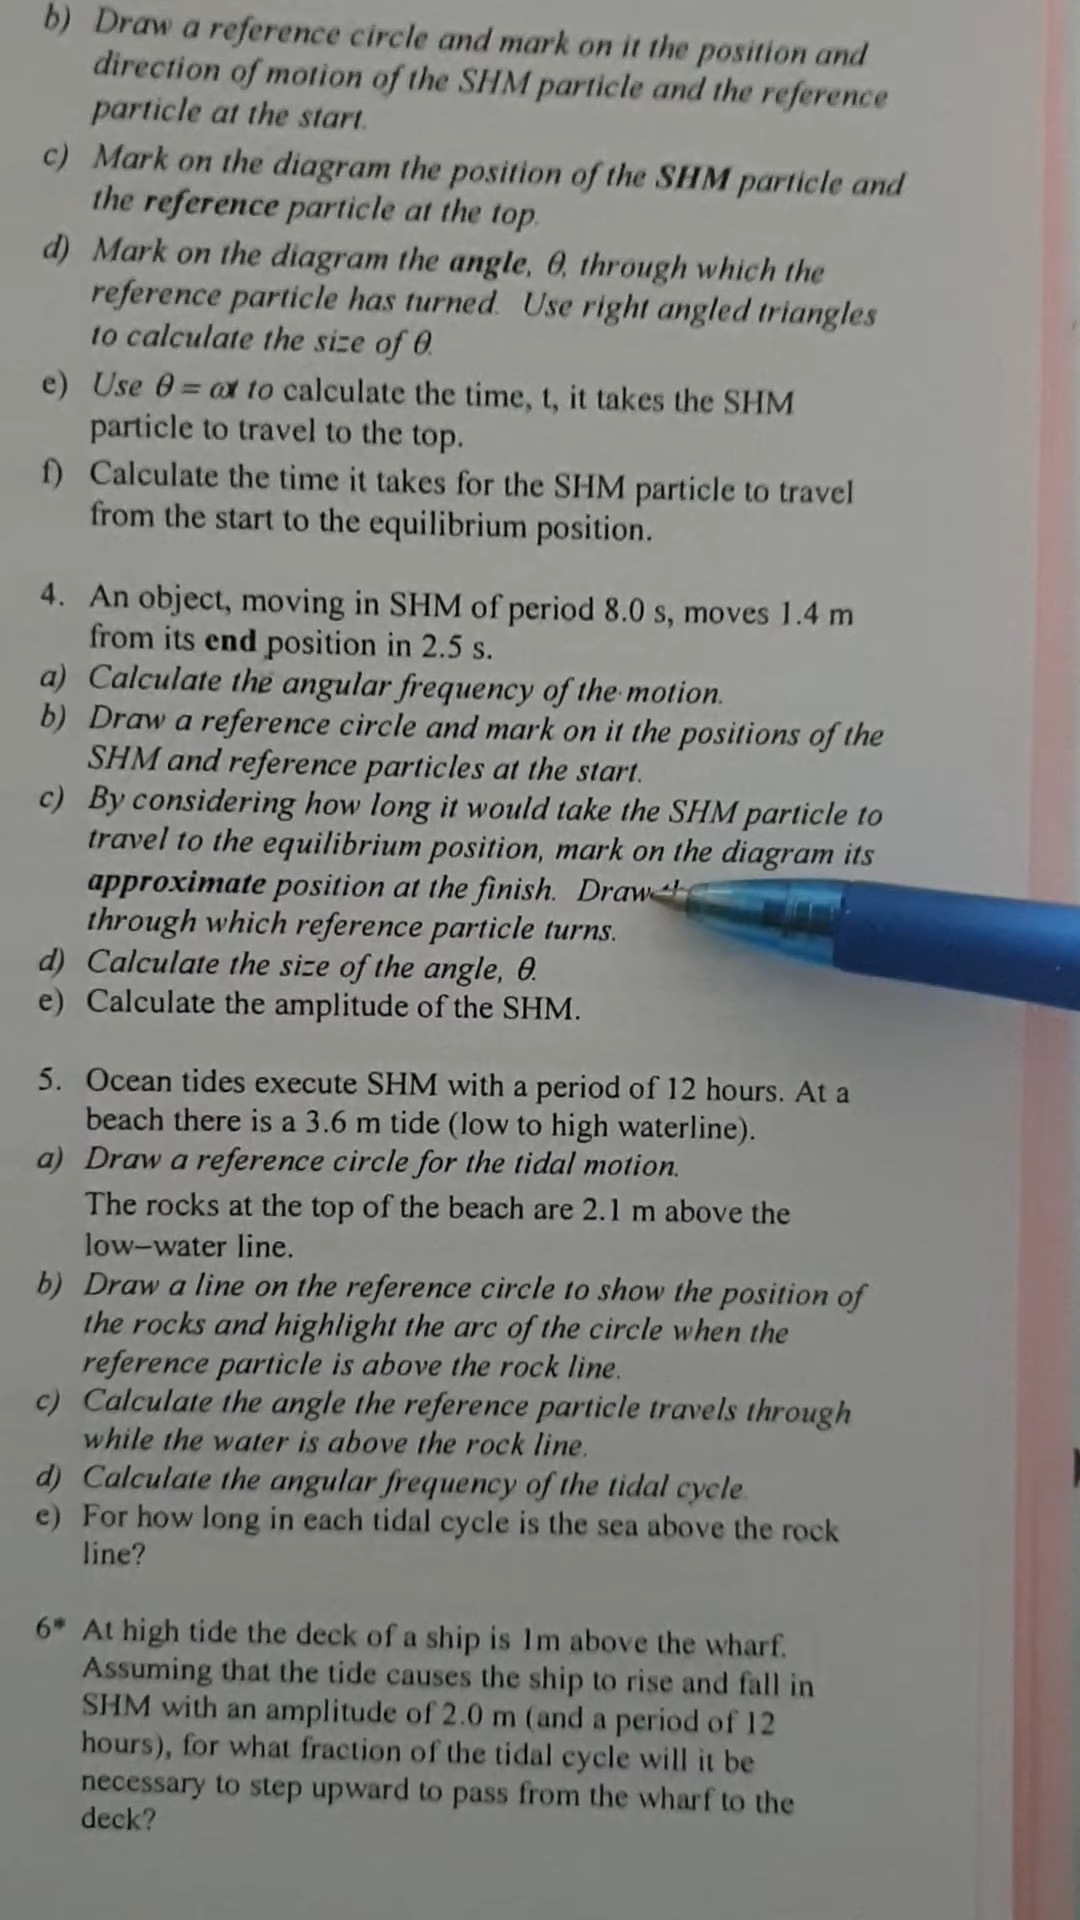 b) Draw a reference circle and mark on it the position and
direction of motion of the SHM particle and the reference
particle at the start.
c) Mark on the diagram the position of the SHM particle and
the reference particle at the top.
d) Mark on the diagram the angle, θ, through which the
reference particle has turned. Use right angled triangles
to calculate the size of θ.
e) Use θ = ωt to calculate the time, t, it takes the SHM
particle to travel to the top.
f) Calculate the time it takes for the SHM particle to travel
from the start to the equilibrium position.
4. An object, moving in SHM of period 8.0 s, moves 1.4 m
from its end position in 2.5 s.
a) Calculate the angular frequency of the motion.
b) Draw a reference circle and mark on it the positions of the
SHM and reference particles at the start.
c) By considering how long it would take the SHM particle to
travel to the equilibrium position, mark on the diagram its
approximate position at the finish. Draw
through which reference particle turns.
d) Calculate the size of the angle, θ.
e) Calculate the amplitude of the SHM.
5. Ocean tides execute SHM with a period of 12 hours. At a
beach there is a 3.6 m tide (low to high waterline).
a) Draw a reference circle for the tidal motion.
The rocks at the top of the beach are 2.1 m above the
low–water line.
b) Draw a line on the reference circle to show the position of
the rocks and highlight the arc of the circle when the
reference particle is above the rock line.
c) Calculate the angle the reference particle travels through
while the water is above the rock line.
d) Calculate the angular frequency of the tidal cycle.
e) For how long in each tidal cycle is the sea above the rock
line?
6* At high tide the deck of a ship is 1m above the wharf.
Assuming that the tide causes the ship to rise and fall in
SHM with an amplitude of 2.0 m (and a period of 12
hours), for what fraction of the tidal cycle will it be
necessary to step upward to pass from the wharf to the
deck?